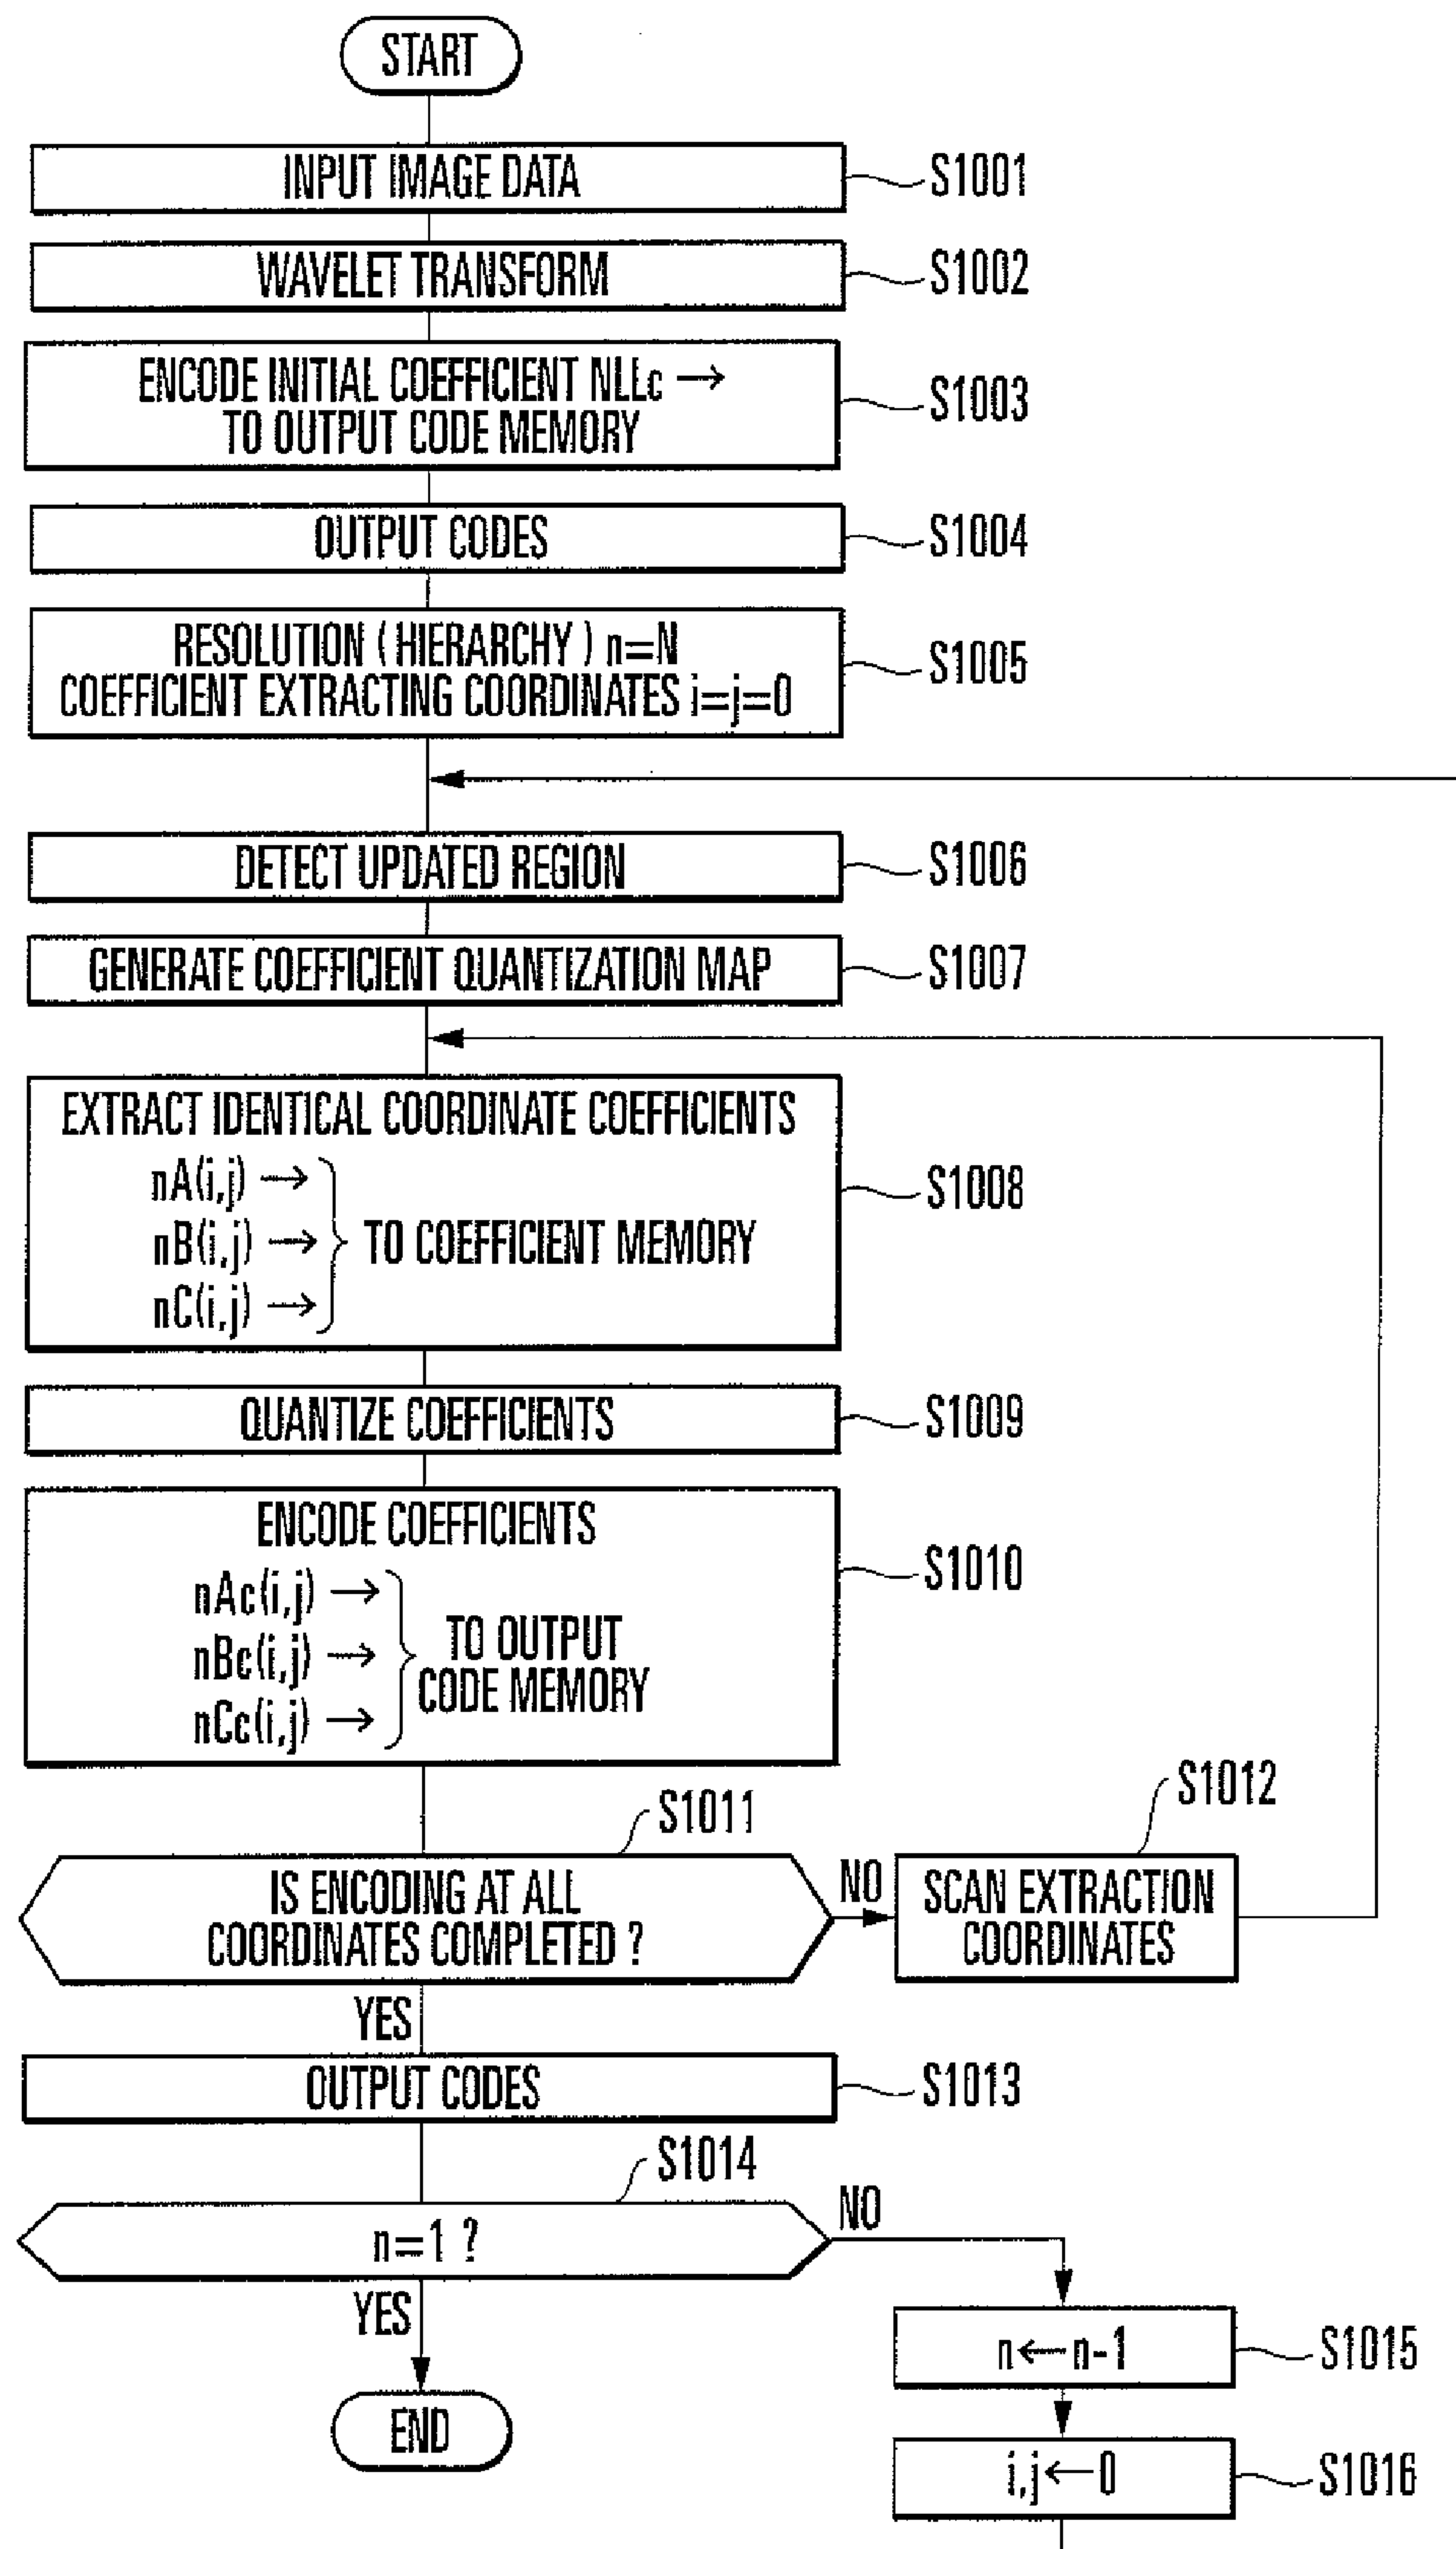 START
INPUT IMAGE DATA
S1001
WAVELET TRANSFORM
S1002
ENCODE INITIAL COEFFICIENT NLLc →
TO OUTPUT CODE MEMORY
S1003
OUTPUT CODES
S1004
RESOLUTION (HIERARCHY) n=N
COEFFICIENT EXTRACTING COORDINATES i=j=0
S1005
DETECT UPDATED REGION
S1006
GENERATE COEFFICIENT QUANTIZATION MAP
S1007
EXTRACT IDENTICAL COORDINATE COEFFICIENTS
nA(i,j) →
nB(i,j) →
nC(i,j) →
TO COEFFICIENT MEMORY
S1008
QUANTIZE COEFFICIENTS
S1009
ENCODE COEFFICIENTS
nAc(i,j) →
nBc(i,j) →
nCc(i,j) →
TO OUTPUT
CODE MEMORY
S1010
S1011
IS ENCODING AT ALL
COORDINATES COMPLETED ?
NO
S1012
SCAN EXTRACTION
COORDINATES
YES
OUTPUT CODES
S1013
S1014
n=1 ?
NO
YES
n←n-1
S1015
END
i,j←0
S1016